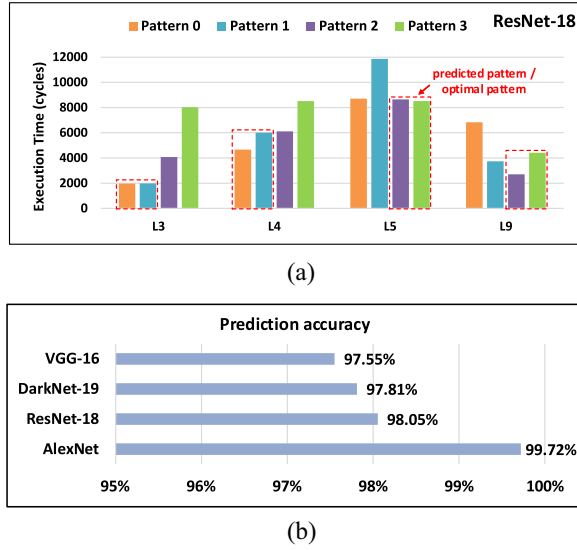 Pattern 0 Pattern 1 Pattern 2 Pattern 3 ResNet-18
predicted pattern /
optimal pattern
Execution Time (cycles)
12000
10000
8000
6000
4000
2000
0
L3 L4 L5 L9
(a)
Prediction accuracy
VGG-16 97.55%
DarkNet-19 97.81%
ResNet-18 98.05%
AlexNet 99.72%
95% 96% 97% 98% 99% 100%
(b)